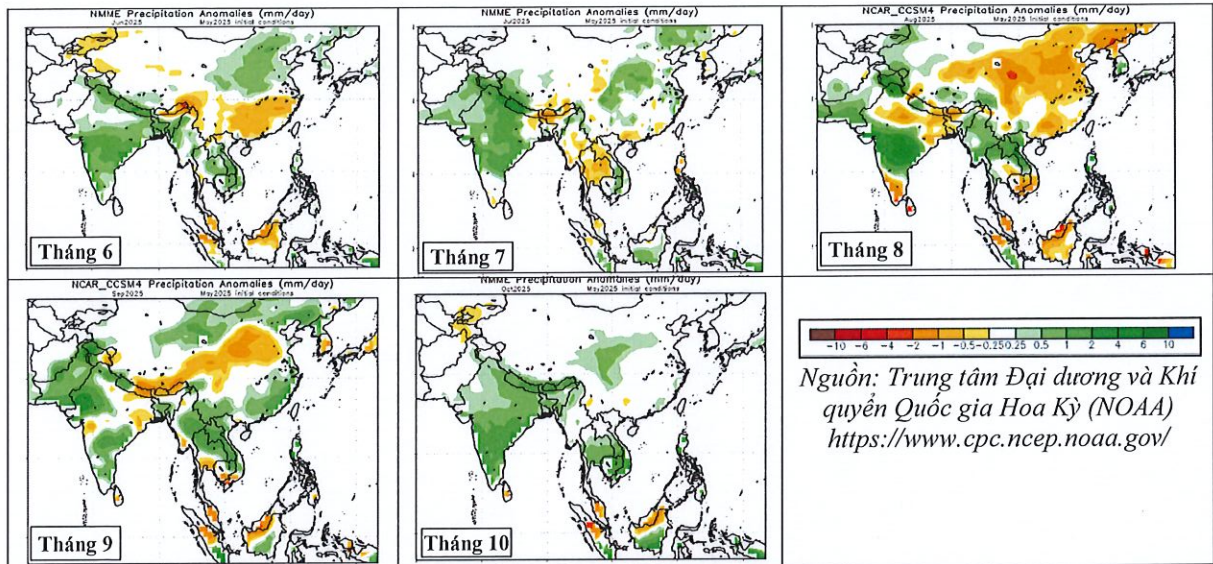 NMME Precipitation Anomalies (mm/day)
Jun2025 May2025 initial conditions
Tháng 6
NMME Precipitation Anomalies (mm/day)
Jul2025 May2025 initial conditions
Tháng 7
NCAR_CCSM4 Precipitation Anomalies (mm/day)
Aug2025 May2025 initial conditions
Tháng 8
NCAR_CCSM4 Precipitation Anomalies (mm/day)
Sep2025 May2025 initial conditions
Tháng 9
NMME Precipitation Anomalies (mm/day)
Oct2025 May2025 initial conditions
Tháng 10
-10 -6 -4 -2 -1 -0.5 -0.25 0.25 0.5 1 2 4 6 10
Nguồn: Trung tâm Đại dương và Khí
quyển Quốc gia Hoa Kỳ (NOAA)
https://www.cpc.ncep.noaa.gov/